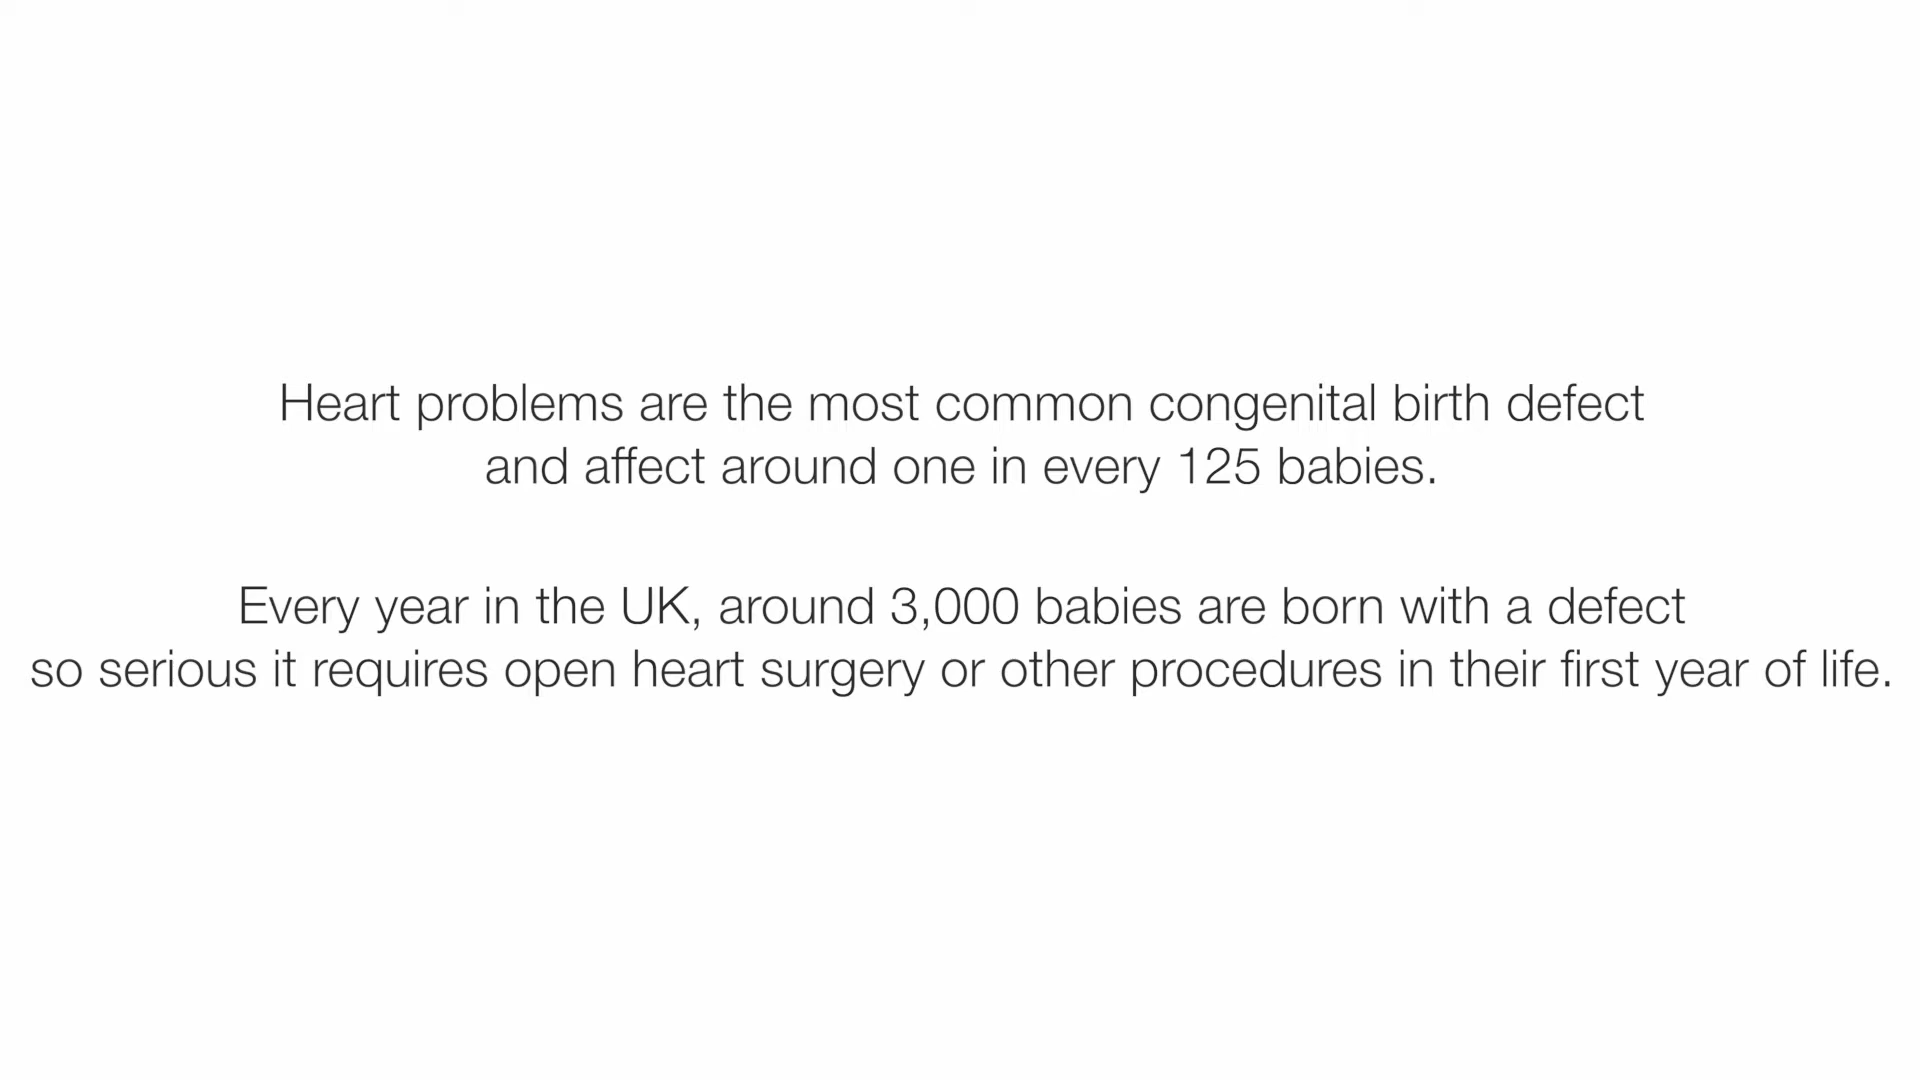 Heart problems are the most common congenital birth defect
and affect around one in every 125 babies.
Every year in the UK, around 3,000 babies are born with a defect
so serious it requires open heart surgery or other procedures in their first year of life.